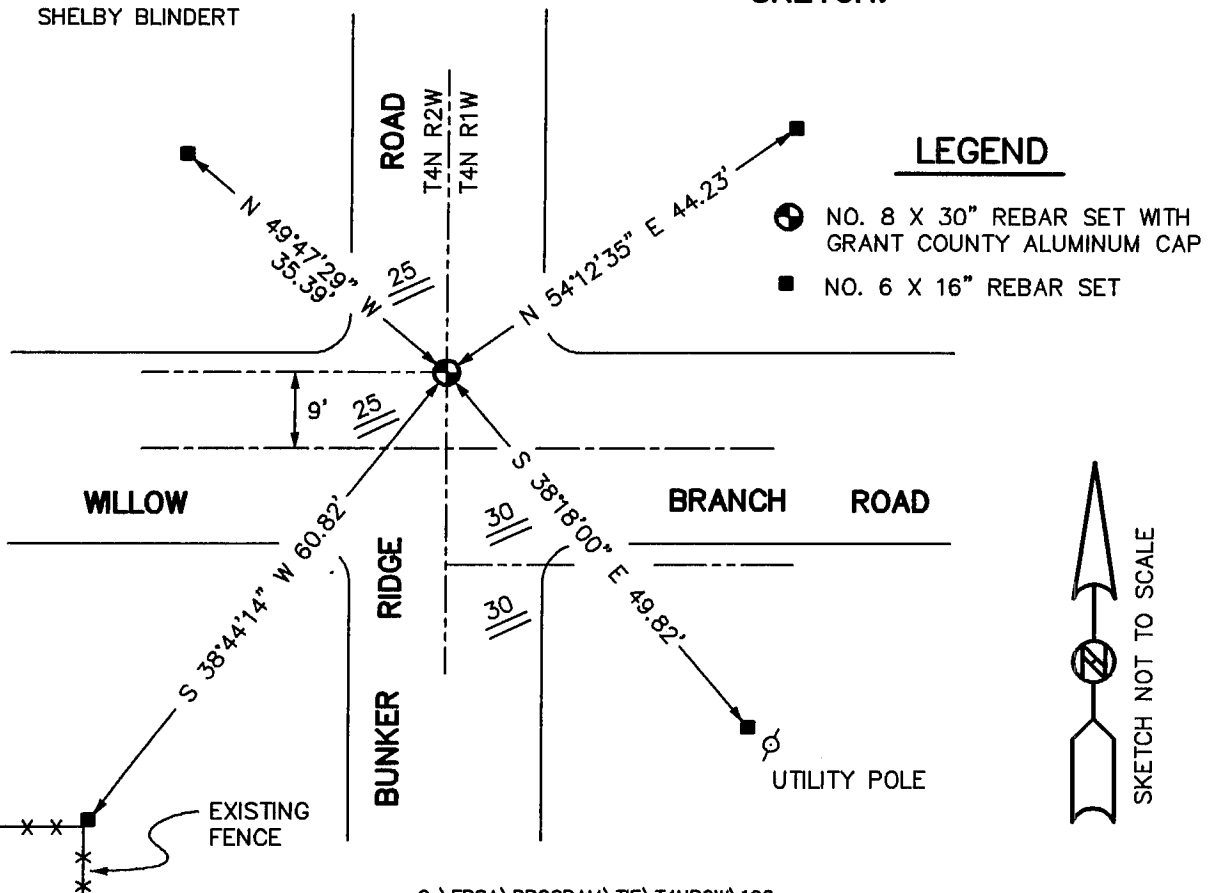 SHELBY BLINDERT
ROAD
T4N R2W
T4N R1W
N 49°47'29" W
35.39'
25
N 54°12'35" E 44.23'
LEGEND
NO. 8 X 30" REBAR SET WITH
GRANT COUNTY ALUMINUM CAP
NO. 6 X 16" REBAR SET
9'
25
WILLOW
BRANCH ROAD
S 38°44'14" W 60.82'
S 38°18'00" E 49.82'
30
30
BUNKER RIDGE
N
SKETCH NOT TO SCALE
UTILITY POLE
EXISTING
FENCE